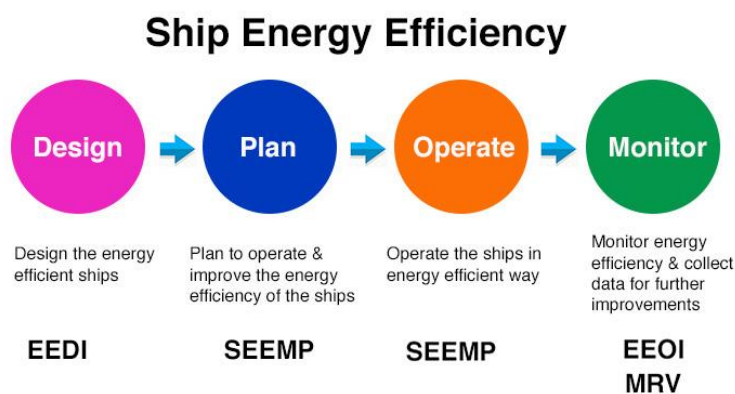 Ship Energy Efficiency
Design
Plan
Operate
Monitor
Design the energy
efficient ships
Plan to operate &
improve the energy
efficiency of the ships
Operate the ships in
energy efficient way
Monitor energy
efficiency & collect
data for further
improvements
EEDI
SEEMP
SEEMP
EEOI
MRV